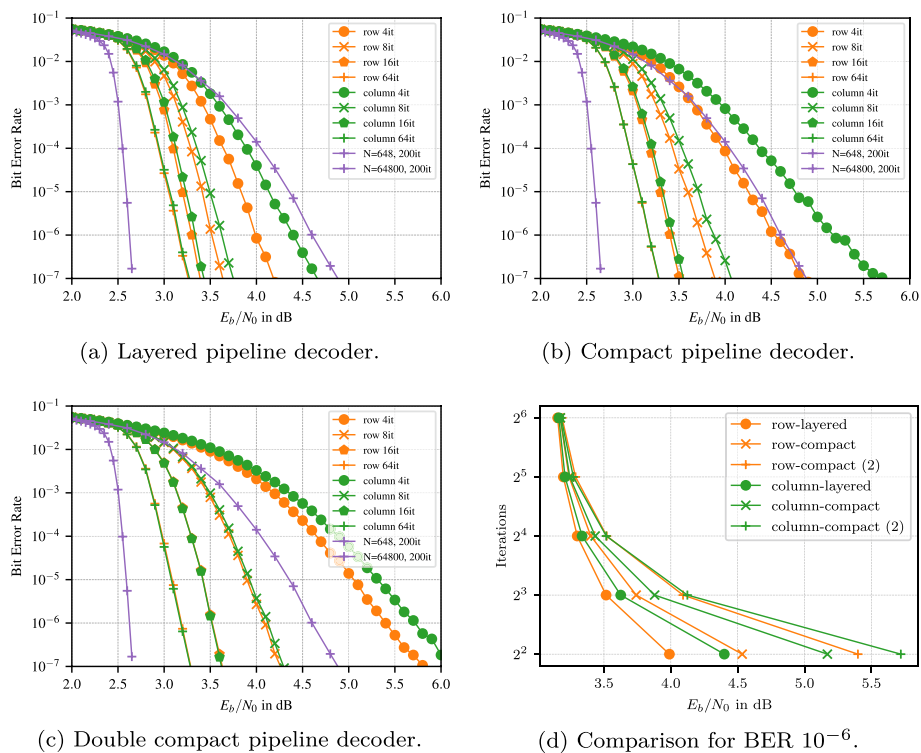 10⁻¹
10⁻²
10⁻³
10⁻⁴
10⁻⁵
10⁻⁶
10⁻⁷
Bit Error Rate
row 4it
row 8it
row 16it
row 64it
column 4it
column 8it
column 16it
column 64it
N=648, 200it
N=64800, 200it
2.0 2.5 3.0 3.5 4.0 4.5 5.0 5.5 6.0
E_b/N_0 in dB
(a) Layered pipeline decoder.
10⁻¹
10⁻²
10⁻³
10⁻⁴
10⁻⁵
10⁻⁶
10⁻⁷
Bit Error Rate
row 4it
row 8it
row 16it
row 64it
column 4it
column 8it
column 16it
column 64it
N=648, 200it
N=64800, 200it
2.0 2.5 3.0 3.5 4.0 4.5 5.0 5.5 6.0
E_b/N_0 in dB
(b) Compact pipeline decoder.
10⁻¹
10⁻²
10⁻³
10⁻⁴
10⁻⁵
10⁻⁶
10⁻⁷
Bit Error Rate
row 4it
row 8it
row 16it
row 64it
column 4it
column 8it
column 16it
column 64it
N=648, 200it
N=64800, 200it
2.0 2.5 3.0 3.5 4.0 4.5 5.0 5.5 6.0
E_b/N_0 in dB
(c) Double compact pipeline decoder.
2⁶
2⁵
2⁴
2³
2²
Iterations
row-layered
row-compact
row-compact (2)
column-layered
column-compact
column-compact (2)
3.5 4.0 4.5 5.0 5.5
E_b/N_0 in dB
(d) Comparison for BER 10⁻⁶.